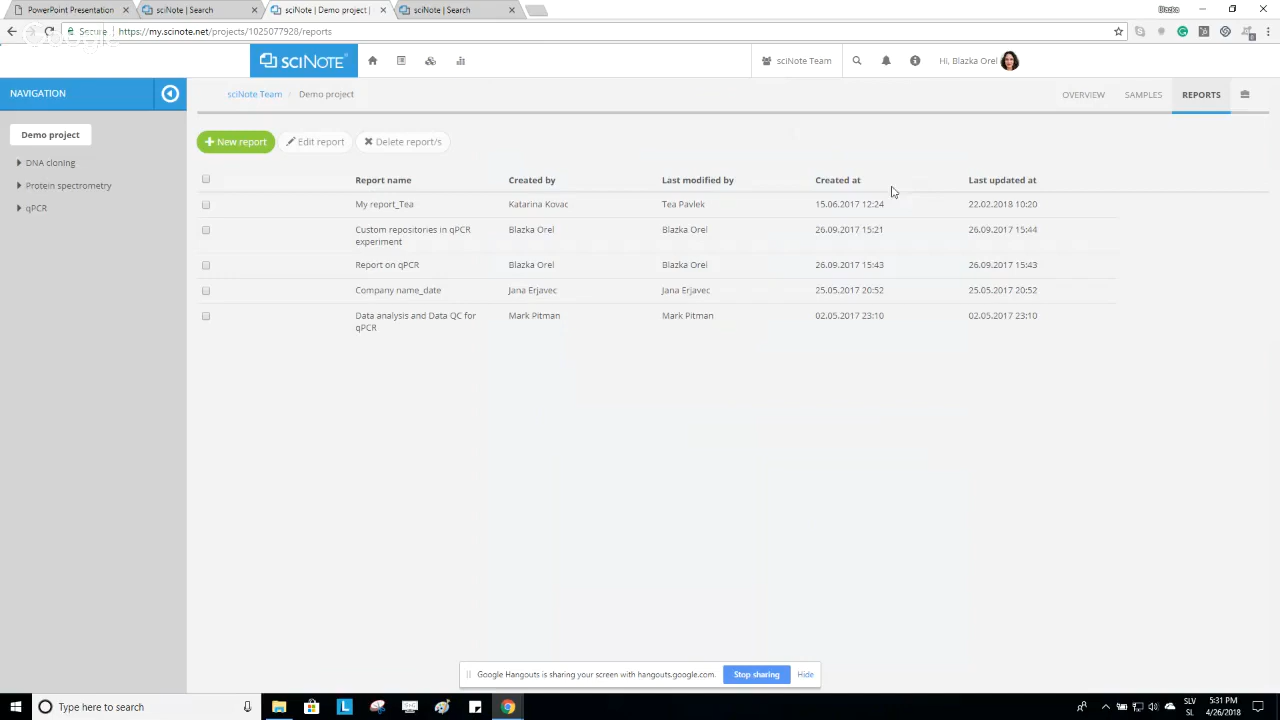 PowerPoint Presentation
sciNote | Search
sciNote | Demo project |
sciNote | Search
Blazka
Secure
https://my.scinote.net/projects/1025077928/reports
SCINOTE
sciNote Team
Hi, Blazka Orel
NAVIGATION
sciNote Team / Demo project
OVERVIEW
SAMPLES
REPORTS
Demo project
DNA cloning
Protein spectrometry
qPCR
New report
Edit report
Delete report/s
Report name Created by Last modified by Created at Last updated at
My report_Tea Katarina Kovac Tea Pavlek 15.06.2017 12:24 22.02.2018 10:20
Custom repositories in qPCR Blazka Orel Blazka Orel 26.09.2017 15:21 26.09.2017 15:44
experiment
Report on qPCR Blazka Orel Blazka Orel 26.09.2017 15:43 26.09.2017 15:43
Company name_date Jana Erjavec Jana Erjavec 25.05.2017 20:52 25.05.2017 20:52
Data analysis and Data QC for Mark Pitman Mark Pitman 02.05.2017 23:10 02.05.2017 23:10
qPCR
Google Hangouts is sharing your screen with hangouts.google.com.
Stop sharing
Hide
Type here to search
SLV
SL
5:31 PM
4/26/2018